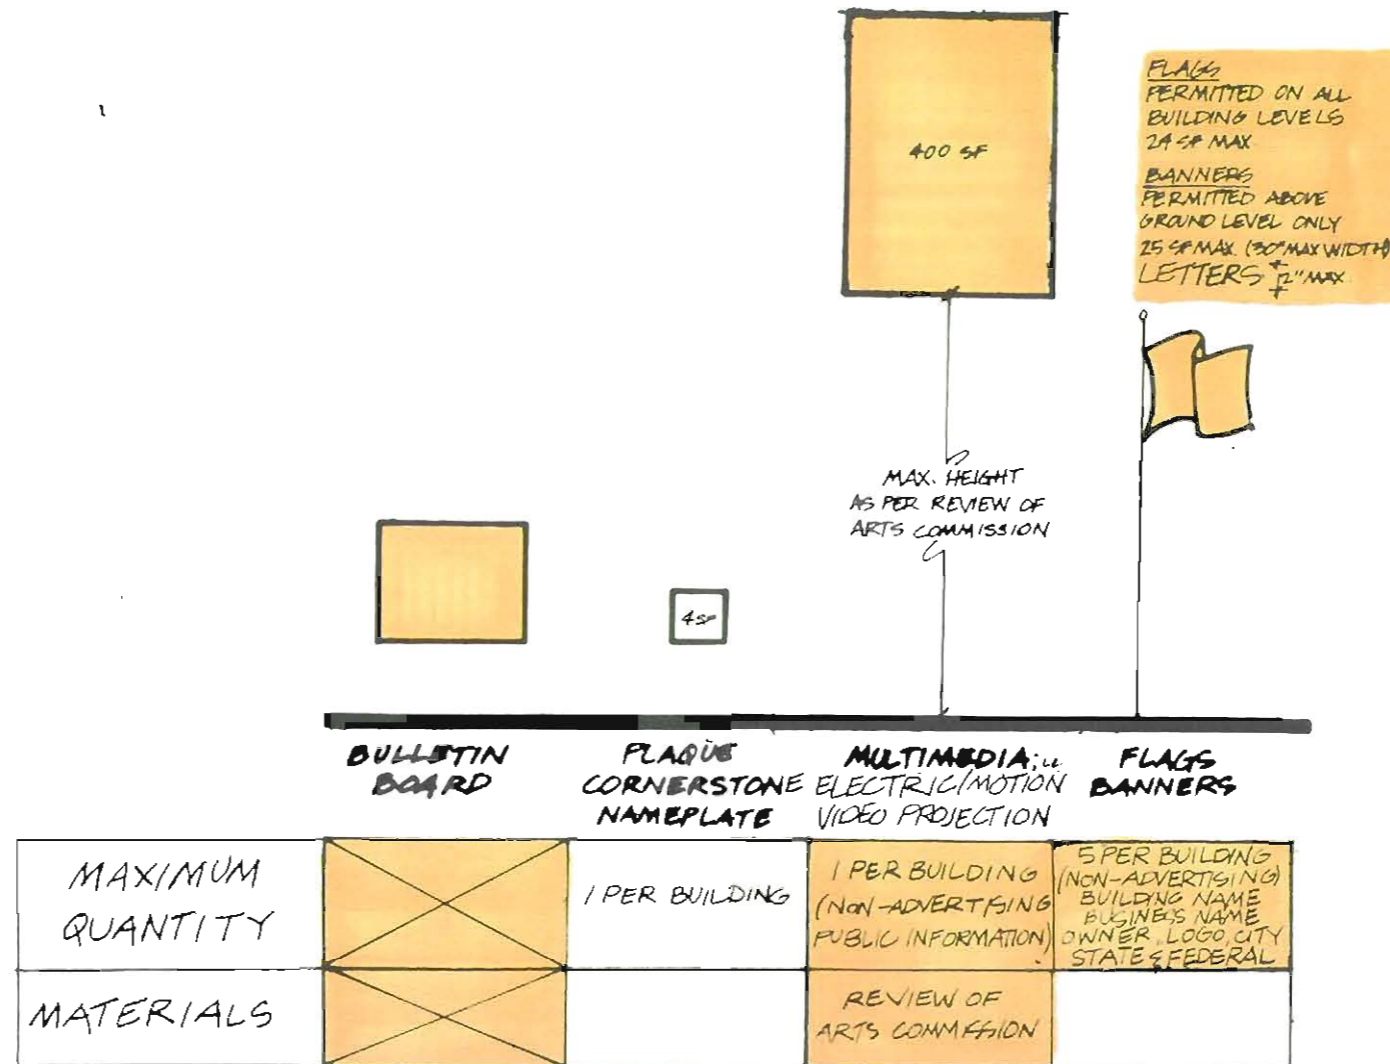 400 SF
FLAGS
PERMITTED ON ALL
BUILDING LEVELS
24 SF MAX
BANNERS
PERMITTED ABOVE
GROUND LEVEL ONLY
25 SF MAX. (30" MAX WIDTH)
LETTERS 12" MAX
MAX. HEIGHT
AS PER REVIEW OF
ARTS COMMISSION
4 SF
BULLETIN
BOARD
PLAQUE
CORNERSTONE
NAMEPLATE
MULTIMEDIA;
ELECTRIC/MOTION
VIDEO PROJECTION
FLAGS
BANNERS
MAXIMUM
QUANTITY
1 PER BUILDING
1 PER BUILDING
(NON-ADVERTISING
PUBLIC INFORMATION)
5 PER BUILDING
(NON-ADVERTISING)
BUILDING NAME
BUSINESS NAME
OWNER, LOGO, CITY
STATE & FEDERAL
MATERIALS
REVIEW OF
ARTS COMMISSION